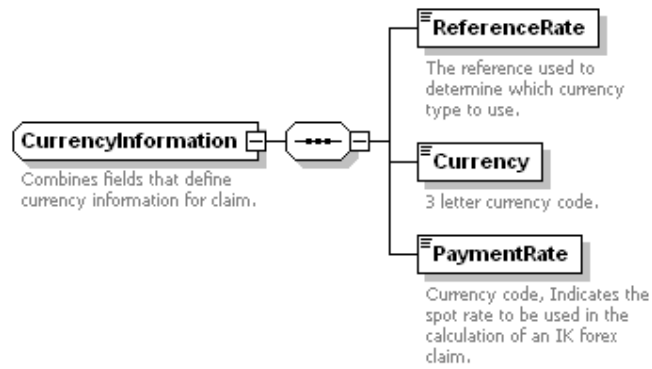 ReferenceRate
The reference used to
determine which currency
type to use.
CurrencyInformation
Combines fields that define
currency information for claim.
Currency
3 letter currency code.
PaymentRate
Currency code, Indicates the
spot rate to be used in the
calculation of an IK forex
claim.